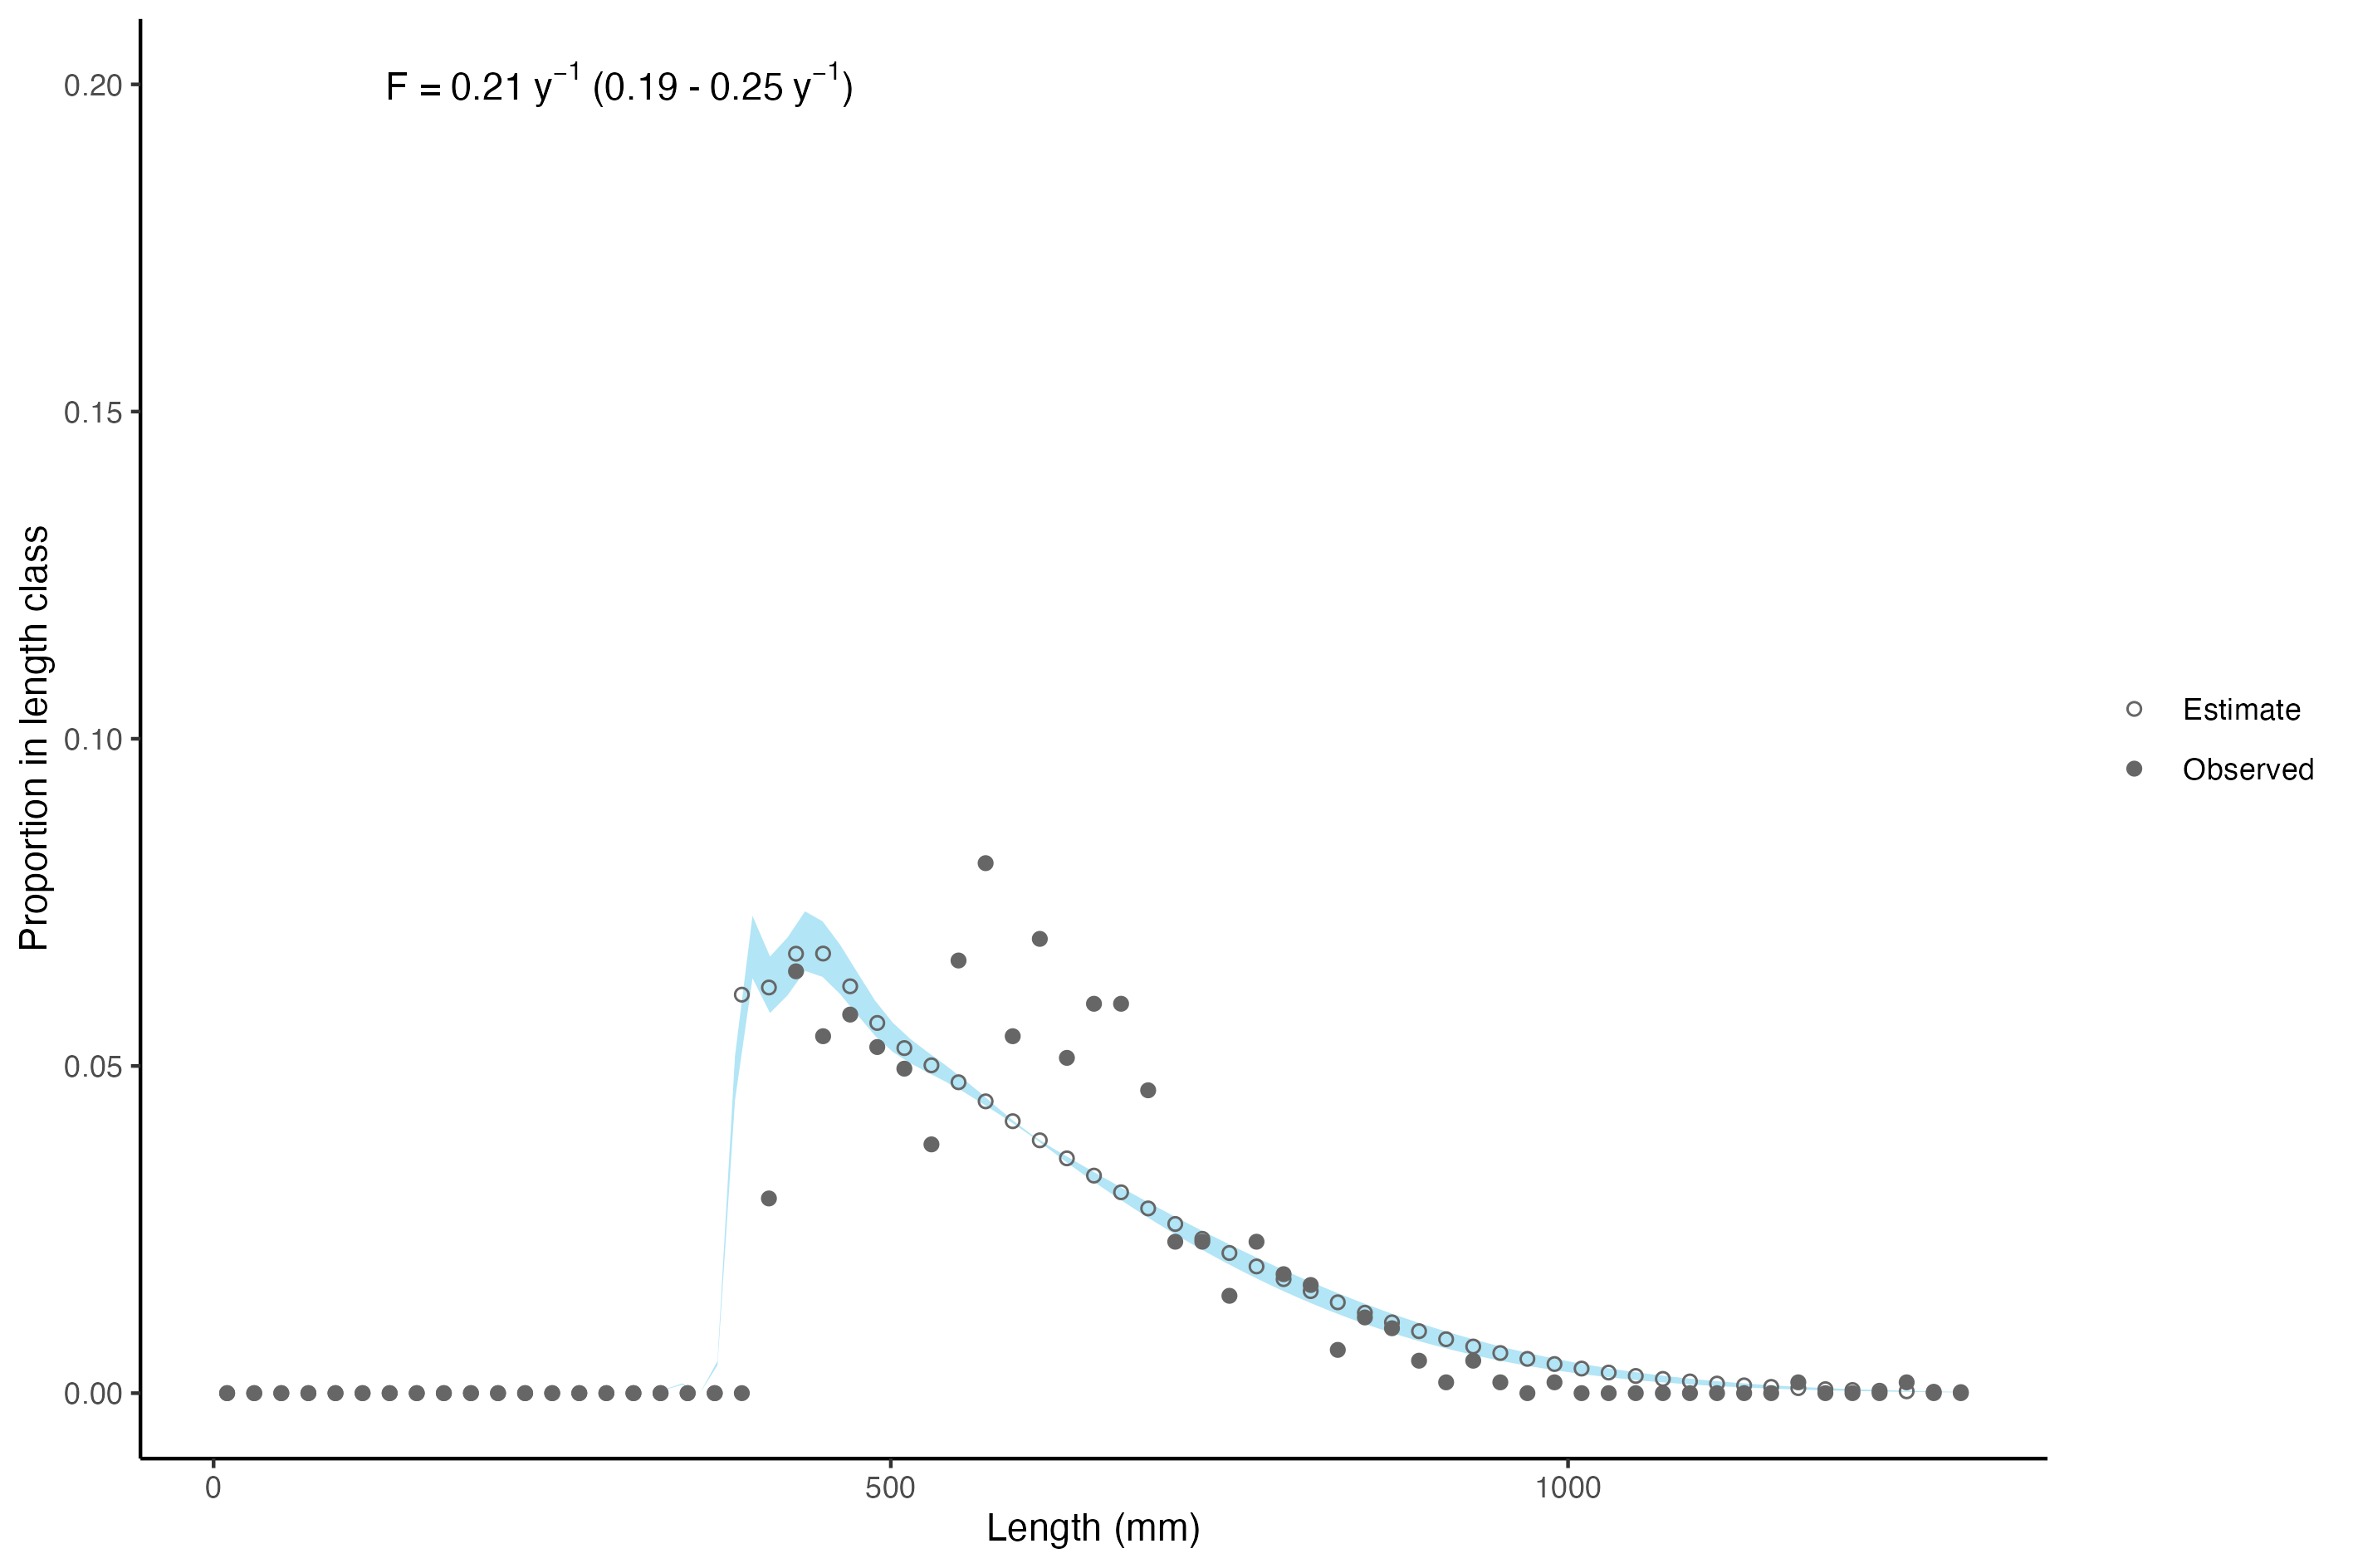 F = 0.21 y⁻¹ (0.19 - 0.25 y⁻¹)
0.20
0.15
0.10
0.05
0.00
Proportion in length class
0 500 1000
Length (mm)
Estimate
Observed